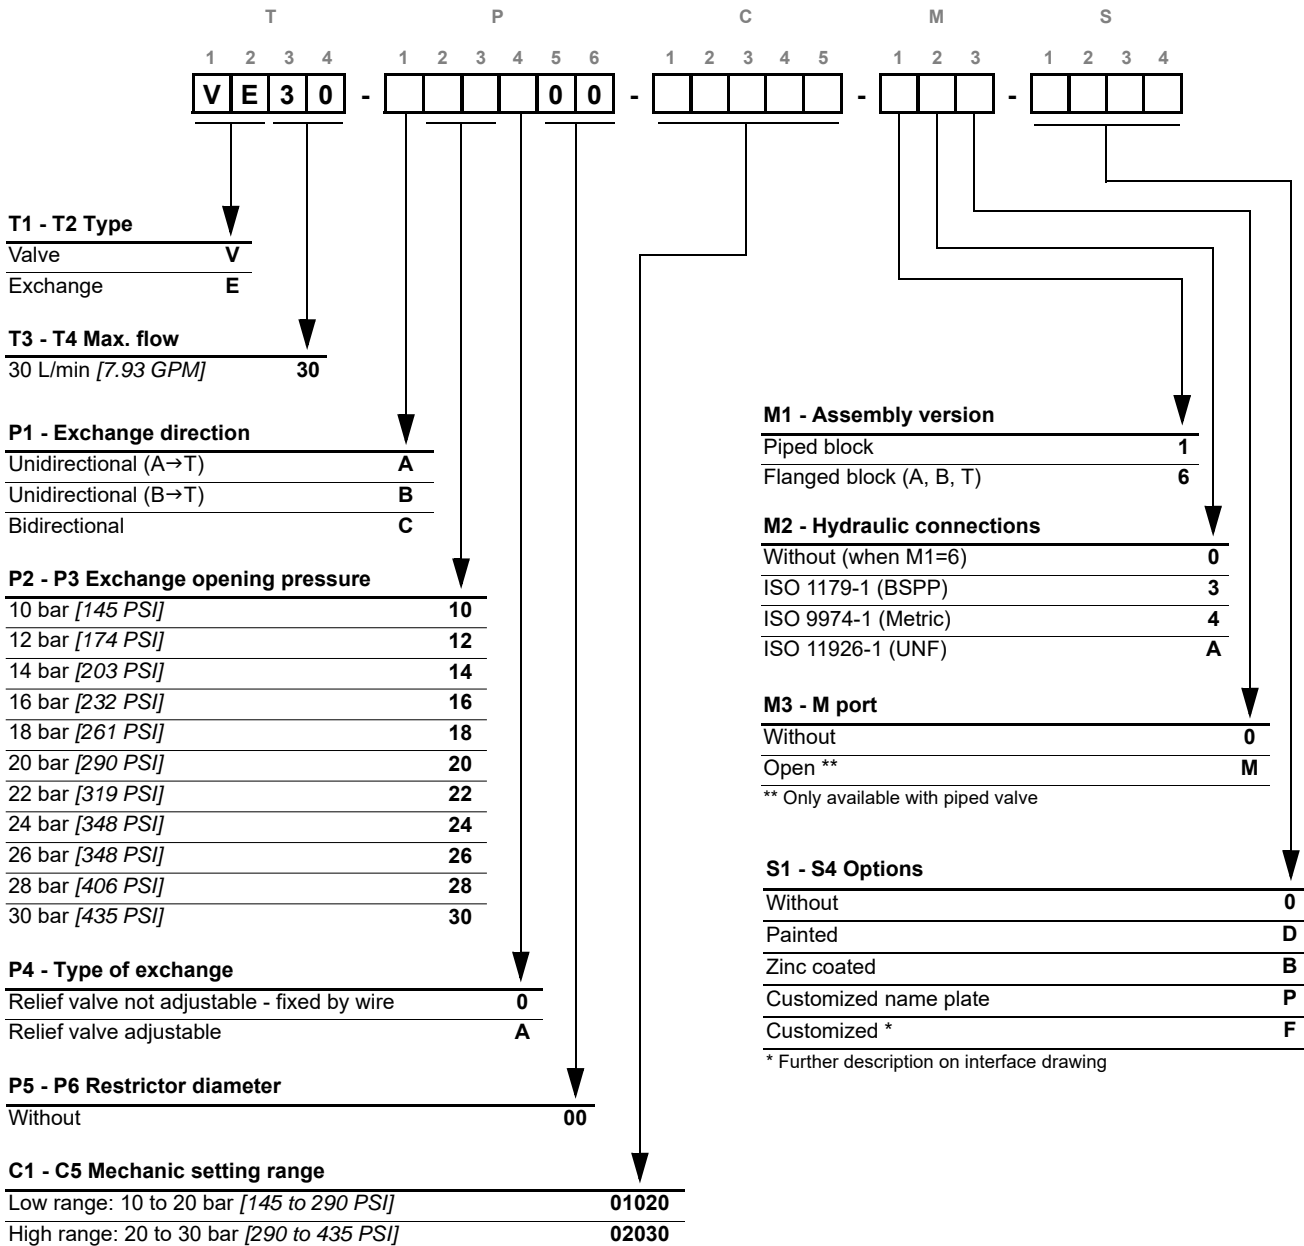 T P C M S
1 2 3 4 1 2 3 4 5 6 1 2 3 4 5 1 2 3 1 2 3 4
V E 3 0 - 0 0 - - -
T1 - T2 Type
Valve V
Exchange E
T3 - T4 Max. flow
30 L/min [7.93 GPM] 30
P1 - Exchange direction
Unidirectional (A→T) A
Unidirectional (B→T) B
Bidirectional C
P2 - P3 Exchange opening pressure
10 bar [145 PSI] 10
12 bar [174 PSI] 12
14 bar [203 PSI] 14
16 bar [232 PSI] 16
18 bar [261 PSI] 18
20 bar [290 PSI] 20
22 bar [319 PSI] 22
24 bar [348 PSI] 24
26 bar [348 PSI] 26
28 bar [406 PSI] 28
30 bar [435 PSI] 30
P4 - Type of exchange
Relief valve not adjustable - fixed by wire 0
Relief valve adjustable A
P5 - P6 Restrictor diameter
Without 00
C1 - C5 Mechanic setting range
Low range: 10 to 20 bar [145 to 290 PSI] 01020
High range: 20 to 30 bar [290 to 435 PSI] 02030
M1 - Assembly version
Piped block 1
Flanged block (A, B, T) 6
M2 - Hydraulic connections
Without (when M1=6) 0
ISO 1179-1 (BSPP) 3
ISO 9974-1 (Metric) 4
ISO 11926-1 (UNF) A
M3 - M port
Without 0
Open ** M
** Only available with piped valve
S1 - S4 Options
Without 0
Painted D
Zinc coated B
Customized name plate P
Customized * F
* Further description on interface drawing